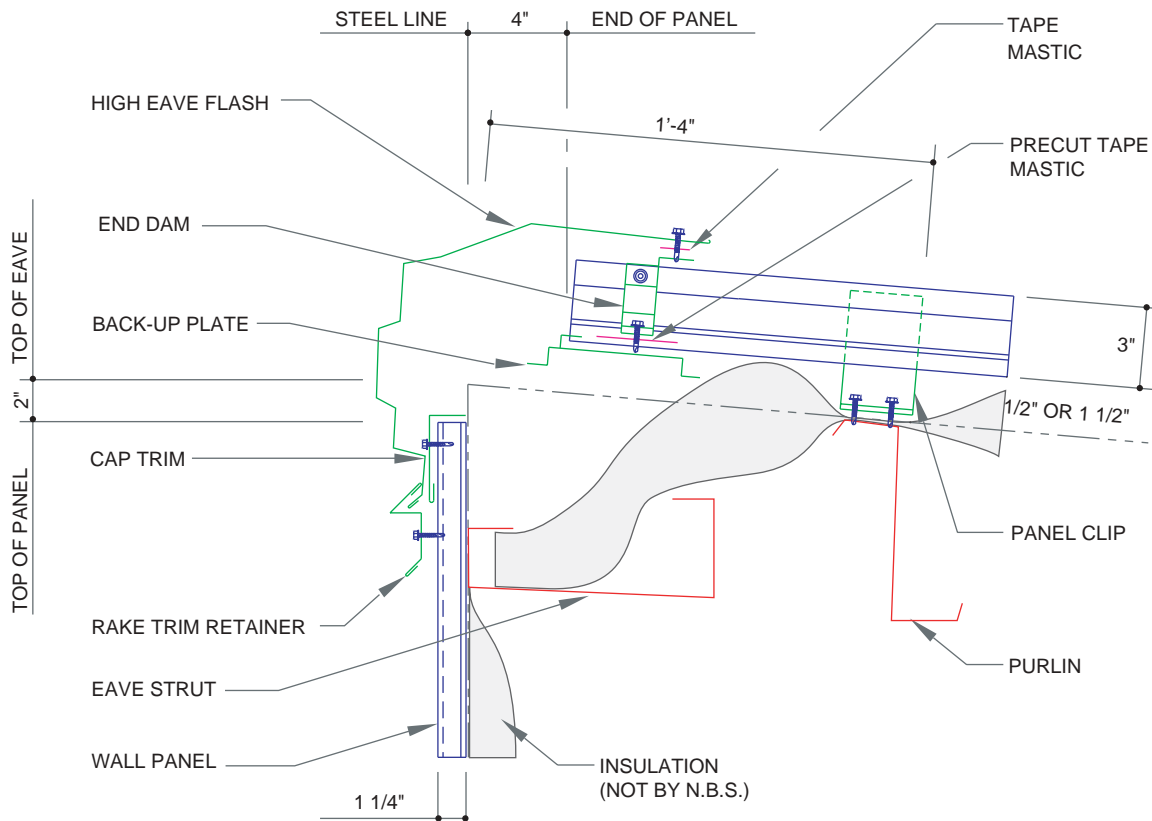 STEEL LINE
4"
END OF PANEL
TAPE
MASTIC
HIGH EAVE FLASH
1'-4"
PRECUT TAPE
MASTIC
END DAM
TOP OF EAVE
BACK-UP PLATE
3"
2"
1/2" OR 1 1/2"
CAP TRIM
TOP OF PANEL
PANEL CLIP
RAKE TRIM RETAINER
PURLIN
EAVE STRUT
WALL PANEL
INSULATION
(NOT BY N.B.S.)
1 1/4"